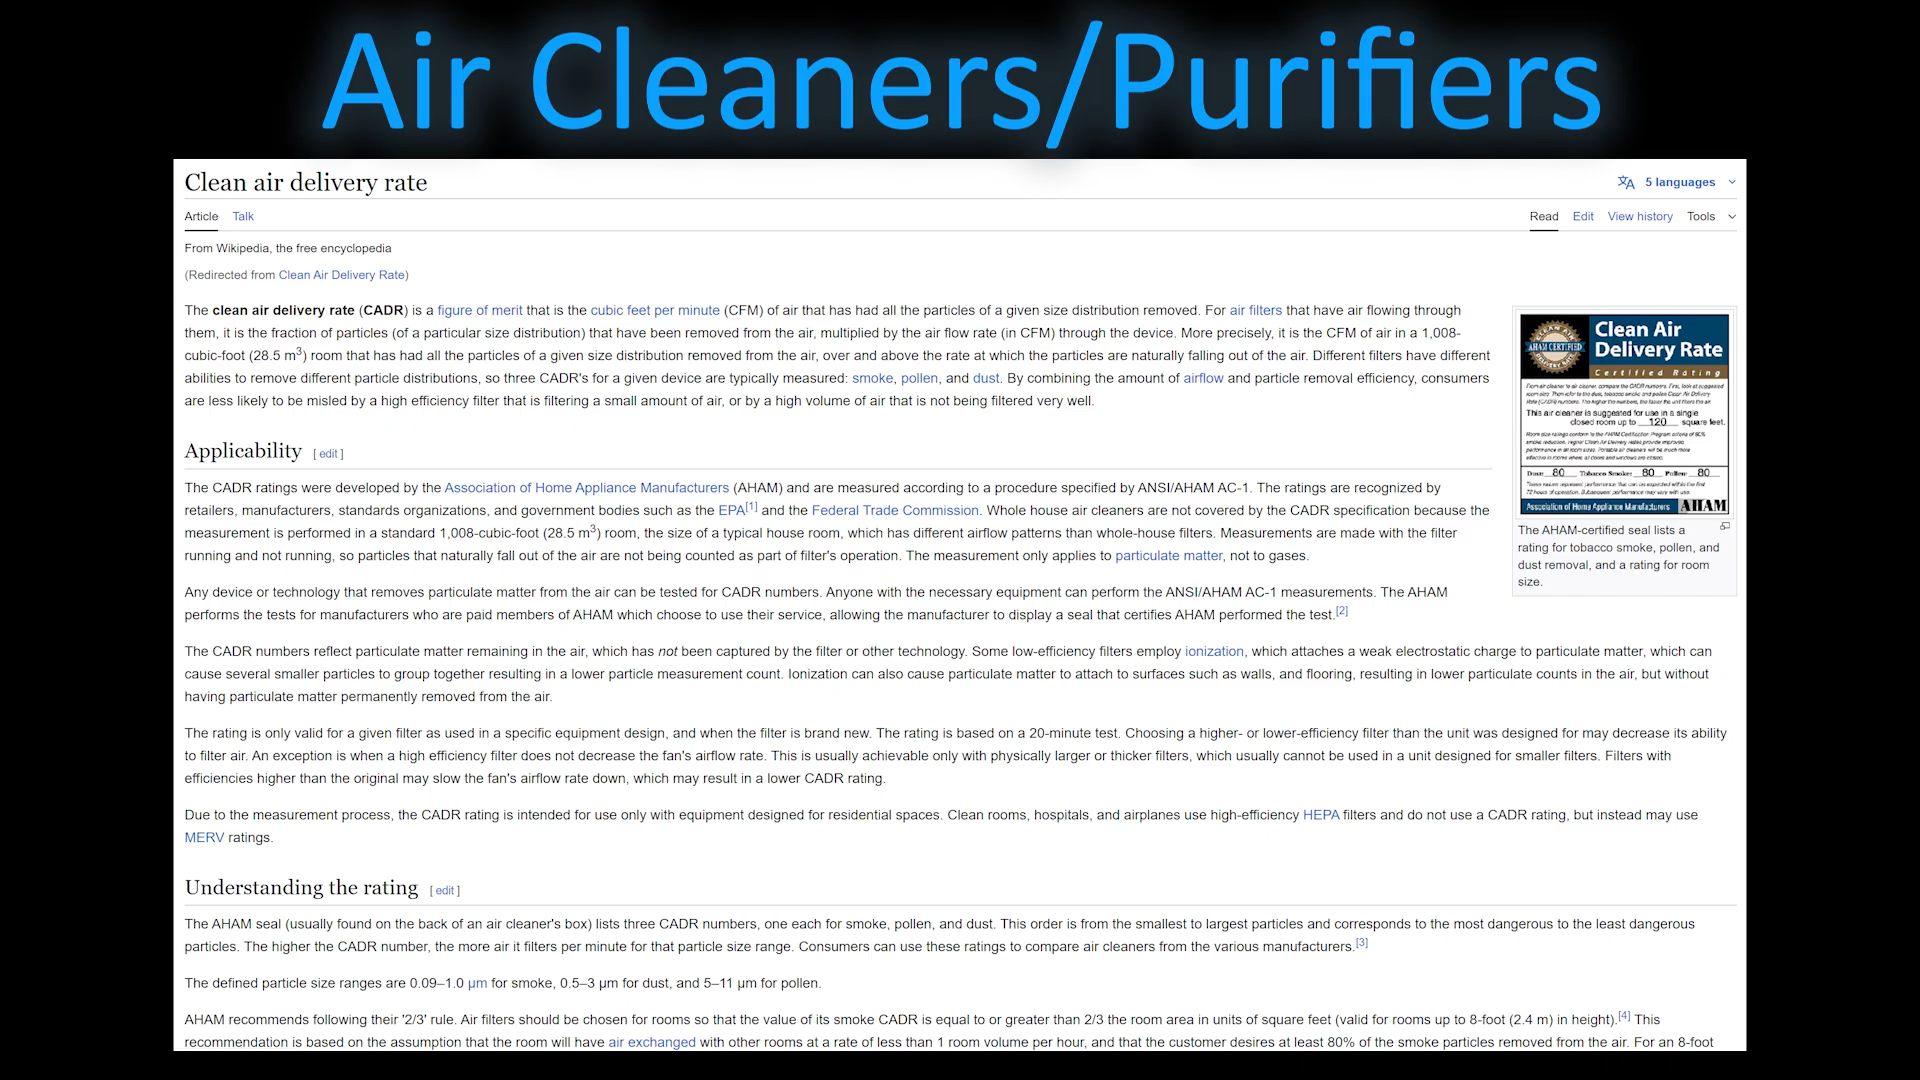 Air Cleaners/Purifiers
Clean air delivery rate
5 languages
Article Talk
Read Edit View history Tools
From Wikipedia, the free encyclopedia
(Redirected from Clean Air Delivery Rate)
The clean air delivery rate (CADR) is a figure of merit that is the cubic feet per minute (CFM) of air that has had all the particles of a given size distribution removed. For air filters that have air flowing through
them, it is the fraction of particles (of a particular size distribution) that have been removed from the air, multiplied by the air flow rate (in CFM) through the device. More precisely, it is the CFM of air in a 1,008-
cubic-foot (28.5 m3) room that has had all the particles of a given size distribution removed from the air, over and above the rate at which the particles are naturally falling out of the air. Different filters have different
abilities to remove different particle distributions, so three CADR's for a given device are typically measured: smoke, pollen, and dust. By combining the amount of airflow and particle removal efficiency, consumers
are less likely to be misled by a high efficiency filter that is filtering a small amount of air, or by a high volume of air that is not being filtered very well.
AHAM CERTIFIED
Clean Air
Delivery Rate
Certified Rating
This air cleaner is suggested for use in a single
closed room up to 120 square feet.
Dust: 80 Tobacco Smoke: 80 Pollen: 80
Association of Home Appliance Manufacturers AHAM
The AHAM-certified seal lists a
rating for tobacco smoke, pollen, and
dust removal, and a rating for room
size.
Applicability [ edit ]
The CADR ratings were developed by the Association of Home Appliance Manufacturers (AHAM) and are measured according to a procedure specified by ANSI/AHAM AC-1. The ratings are recognized by
retailers, manufacturers, standards organizations, and government bodies such as the EPA[1] and the Federal Trade Commission. Whole house air cleaners are not covered by the CADR specification because the
measurement is performed in a standard 1,008-cubic-foot (28.5 m3) room, the size of a typical house room, which has different airflow patterns than whole-house filters. Measurements are made with the filter
running and not running, so particles that naturally fall out of the air are not being counted as part of filter's operation. The measurement only applies to particulate matter, not to gases.
Any device or technology that removes particulate matter from the air can be tested for CADR numbers. Anyone with the necessary equipment can perform the ANSI/AHAM AC-1 measurements. The AHAM
performs the tests for manufacturers who are paid members of AHAM which choose to use their service, allowing the manufacturer to display a seal that certifies AHAM performed the test.[2]
The CADR numbers reflect particulate matter remaining in the air, which has not been captured by the filter or other technology. Some low-efficiency filters employ ionization, which attaches a weak electrostatic charge to particulate matter, which can
cause several smaller particles to group together resulting in a lower particle measurement count. Ionization can also cause particulate matter to attach to surfaces such as walls, and flooring, resulting in lower particulate counts in the air, but without
having particulate matter permanently removed from the air.
The rating is only valid for a given filter as used in a specific equipment design, and when the filter is brand new. The rating is based on a 20-minute test. Choosing a higher- or lower-efficiency filter than the unit was designed for may decrease its ability
to filter air. An exception is when a high efficiency filter does not decrease the fan's airflow rate. This is usually achievable only with physically larger or thicker filters, which usually cannot be used in a unit designed for smaller filters. Filters with
efficiencies higher than the original may slow the fan's airflow rate down, which may result in a lower CADR rating.
Due to the measurement process, the CADR rating is intended for use only with equipment designed for residential spaces. Clean rooms, hospitals, and airplanes use high-efficiency HEPA filters and do not use a CADR rating, but instead may use
MERV ratings.
Understanding the rating [ edit ]
The AHAM seal (usually found on the back of an air cleaner's box) lists three CADR numbers, one each for smoke, pollen, and dust. This order is from the smallest to largest particles and corresponds to the most dangerous to the least dangerous
particles. The higher the CADR number, the more air it filters per minute for that particle size range. Consumers can use these ratings to compare air cleaners from the various manufacturers.[3]
The defined particle size ranges are 0.09–1.0 μm for smoke, 0.5–3 μm for dust, and 5–11 μm for pollen.
AHAM recommends following their '2/3' rule. Air filters should be chosen for rooms so that the value of its smoke CADR is equal to or greater than 2/3 the room area in units of square feet (valid for rooms up to 8-foot (2.4 m) in height).[4] This
recommendation is based on the assumption that the room will have air exchanged with other rooms at a rate of less than 1 room volume per hour, and that the customer desires at least 80% of the smoke particles removed from the air. For an 8-foot